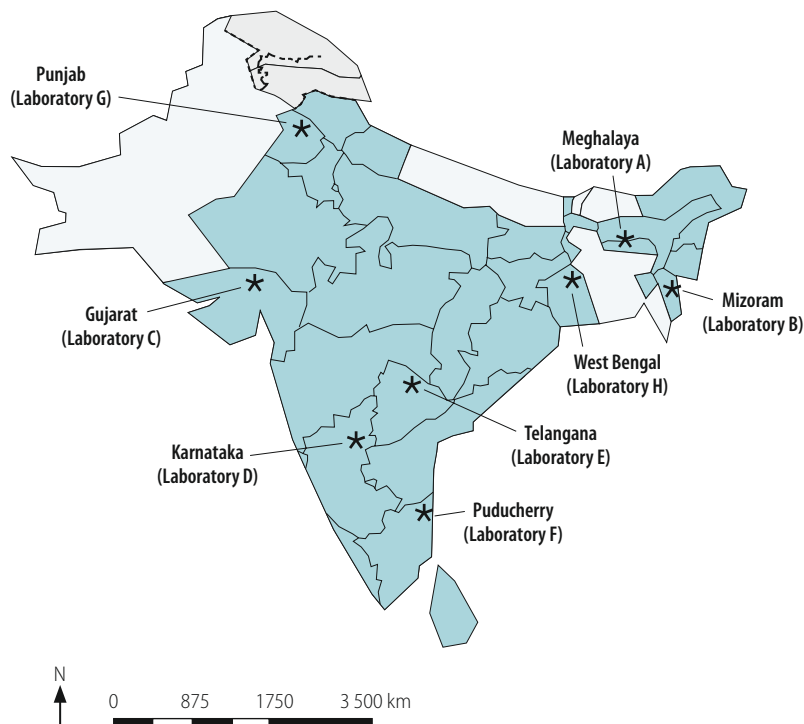 Punjab
(Laboratory G)
Meghalaya
(Laboratory A)
Gujarat
(Laboratory C)
Mizoram
(Laboratory B)
West Bengal
(Laboratory H)
Telangana
(Laboratory E)
Karnataka
(Laboratory D)
Puducherry
(Laboratory F)
N
0 875 1750 3 500 km